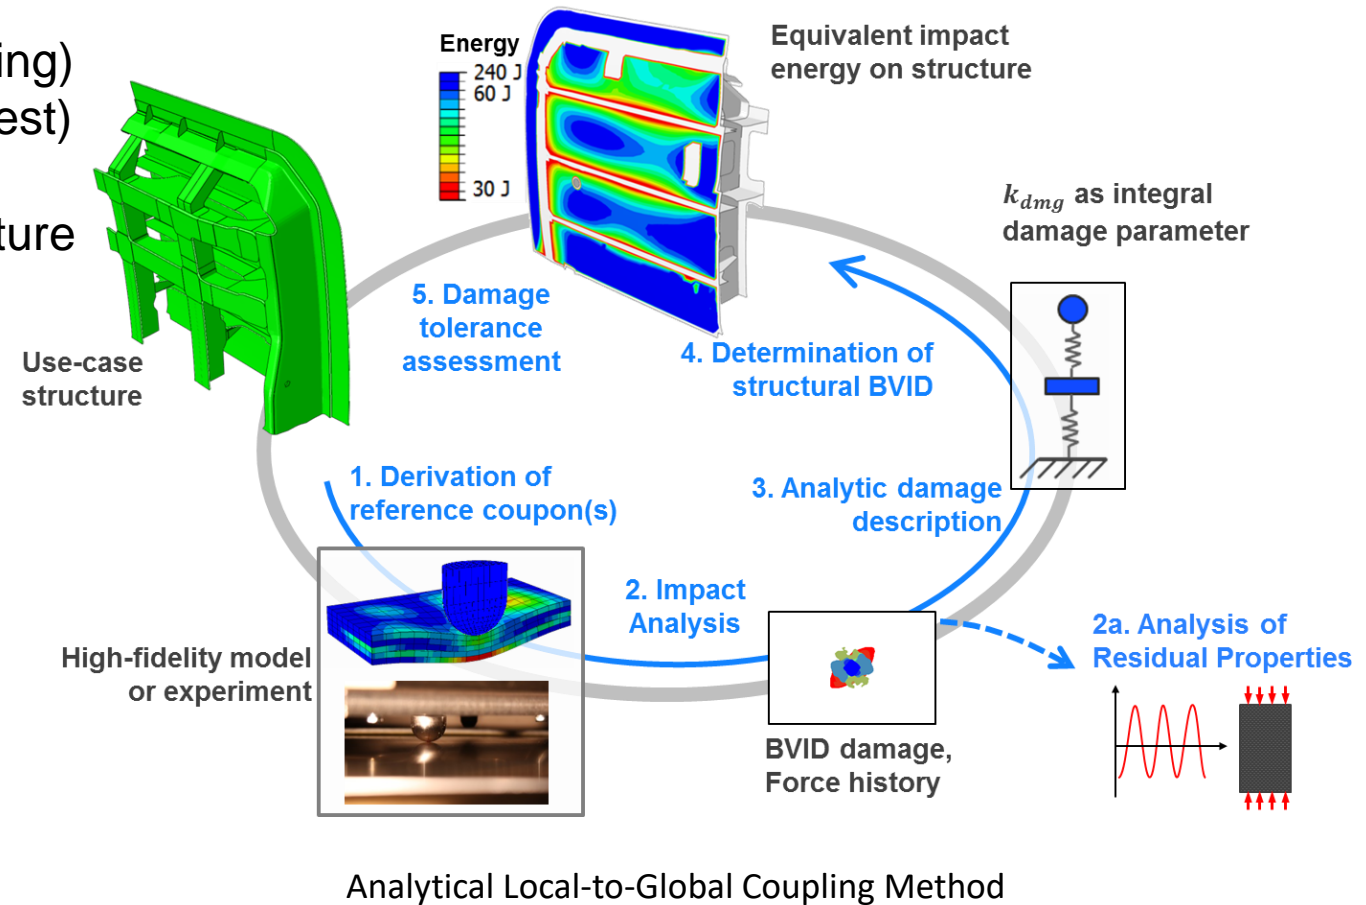 ing)
est)
ture
Energy
240 J
60 J
30 J
Equivalent impact
energy on structure
k_dmg as integral
damage parameter
Use-case
structure
5. Damage
tolerance
assessment
4. Determination of
structural BVID
1. Derivation of
reference coupon(s)
3. Analytic damage
description
2. Impact
Analysis
2a. Analysis of
Residual Properties
High-fidelity model
or experiment
BVID damage,
Force history
Analytical Local-to-Global Coupling Method